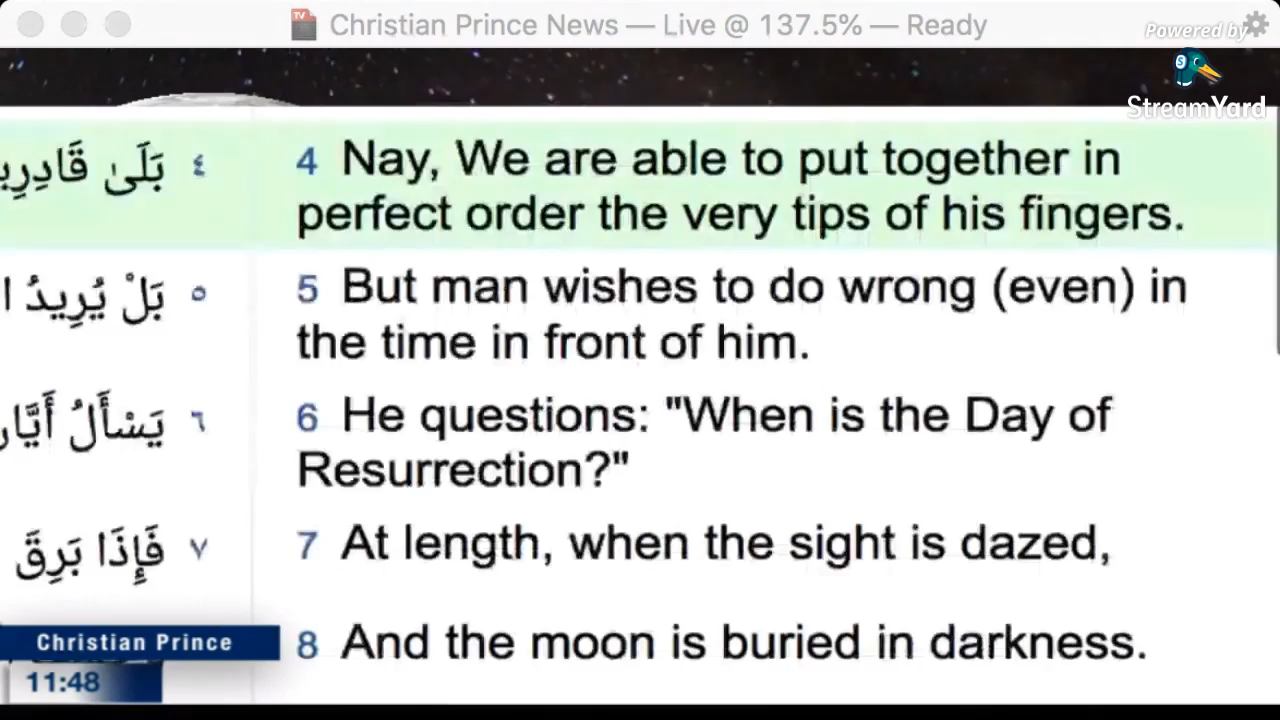 Christian Prince News — Live @ 137.5% — Ready
Powered by
StreamYard
بَلَىٰ ٤
4 Nay, We are able to put together in
perfect order the very tips of his fingers.
بَلْ يُرِيدُ ٥
5 But man wishes to do wrong (even) in
the time in front of him.
يَسْأَلُ ٦
6 He questions: "When is the Day of
Resurrection?"
فَإِذَا بَرِقَ ٧
7 At length, when the sight is dazed,
Christian Prince
8 And the moon is buried in darkness.
11:48